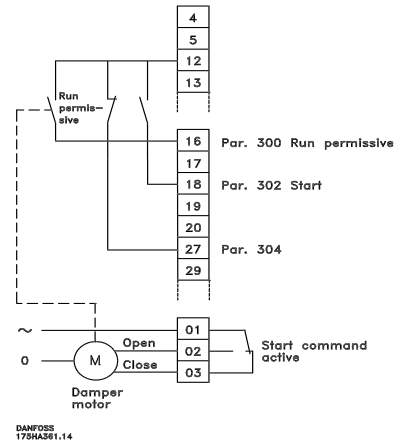 4
5
12
13
Run
permis-
sive
16 Par. 300 Run permissive
17
18 Par. 302 Start
19
20
27 Par. 304
29
~
01
Open
02
Start command
active
0
M
Close
03
Damper
motor
DANFOSS
175HA361.14